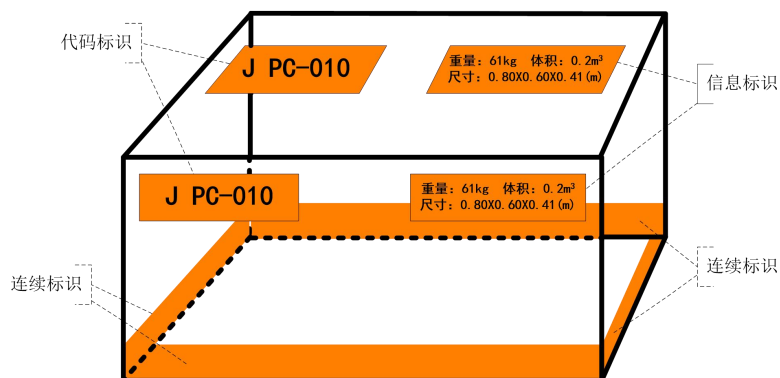 代码标识
J PC-010
重量: 61kg 体积: 0.2m³
尺寸: 0.80X0.60X0.41(m)
信息标识
J PC-010
重量: 61kg 体积: 0.2m³
尺寸: 0.80X0.60X0.41(m)
连续标识
连续标识